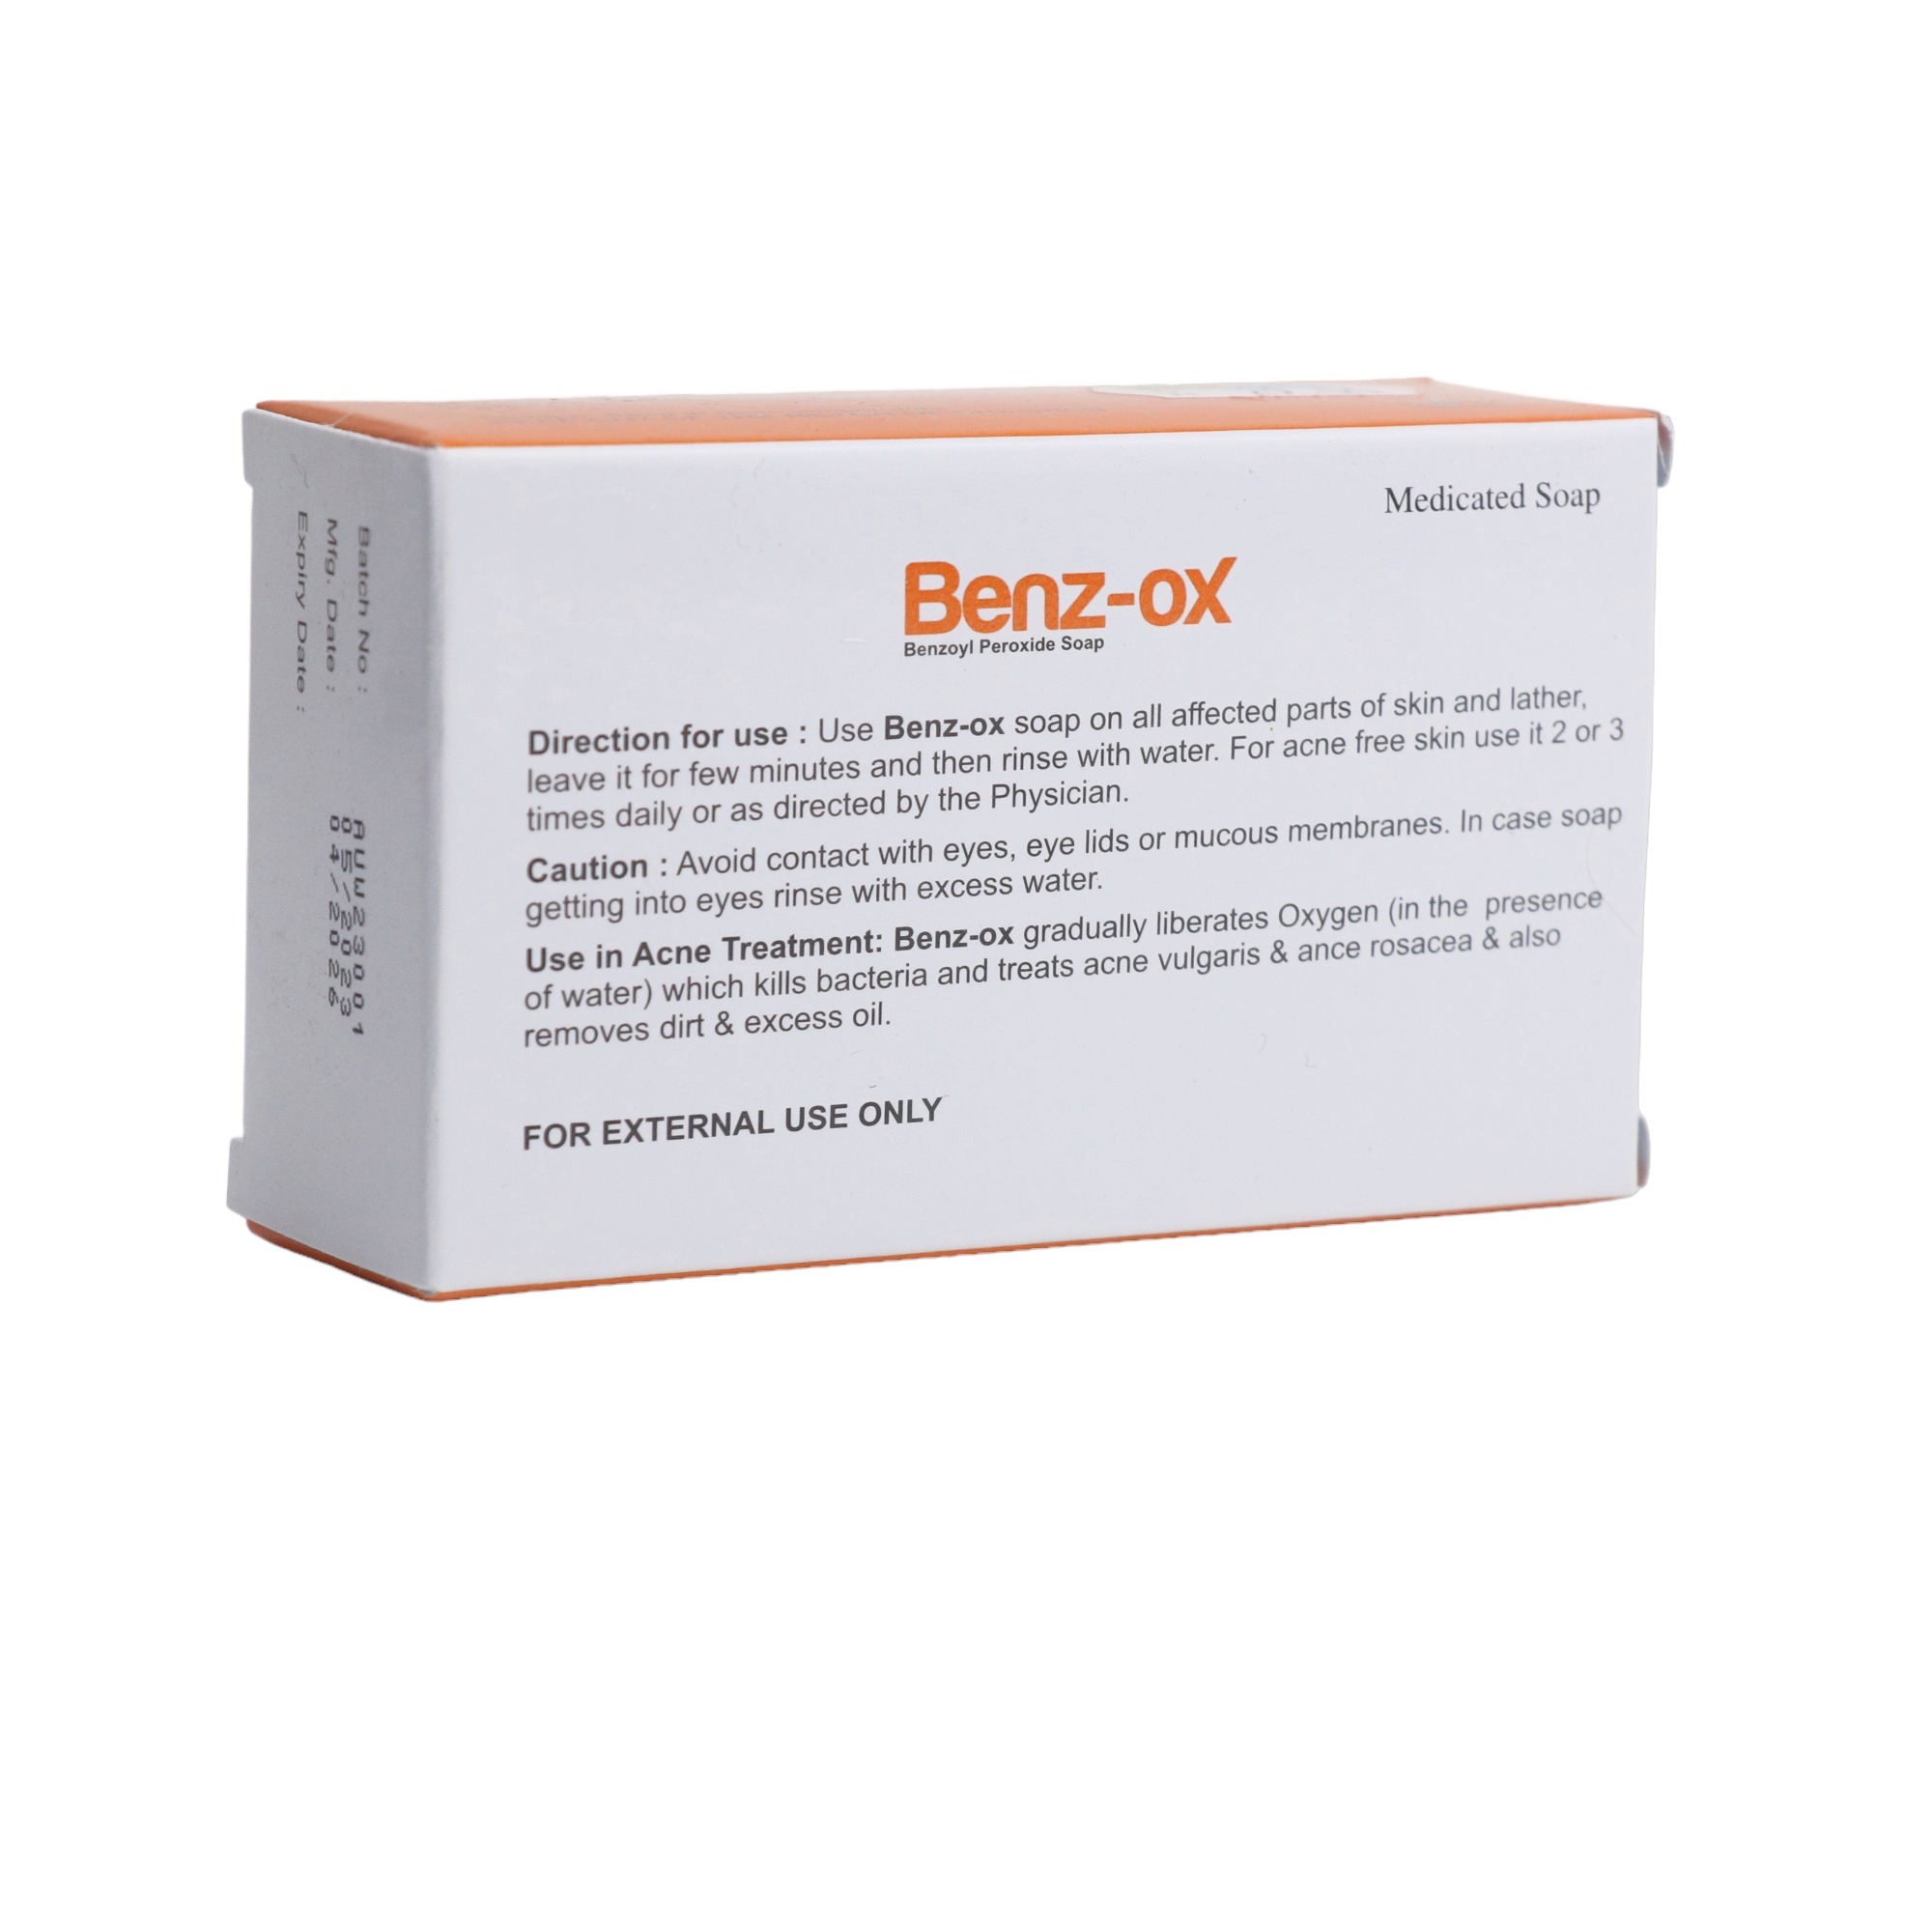 Medicated Soap
Benz-ox
Benzoyl Peroxide Soap
Direction for use : Use Benz-ox soap on all affected parts of skin and lather,
leave it for few minutes and then rinse with water. For acne free skin use it 2 or 3
times daily or as directed by the Physician.
Caution : Avoid contact with eyes, eye lids or mucous membranes. In case soap
getting into eyes rinse with excess water.
Use in Acne Treatment: Benz-ox gradually liberates Oxygen (in the presence
of water) which kills bacteria and treats acne vulgaris & ance rosacea & also
removes dirt & excess oil.
FOR EXTERNAL USE ONLY
Batch No :
Mfg. Date :
Expiry Date :
05/2023
04/2026